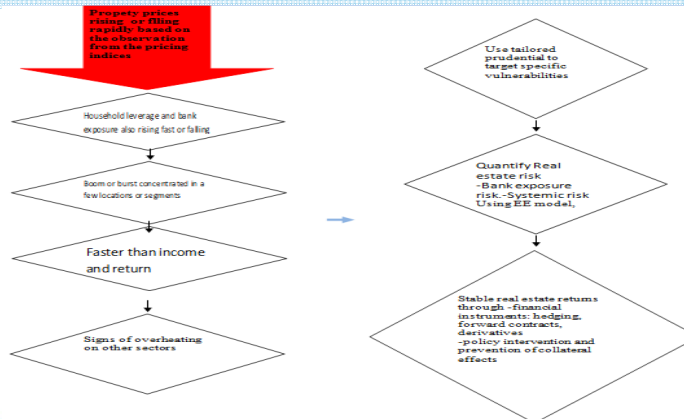 Propety prices
rising or filing
rapidly based on
the observation
from the pricing
indices
Household leverage and bank
exposure also rising fast or falling
Boom or burst concentrated in a
few locations or segments
Faster than income
and return
Signs of overheating
on other sectors
Use tailored
prudential to
target specific
vulnerabilities
Quantify Real
estate risk
-Bank exposure
risk.-Systemic risk
Using EE model,
Stable real estate returns
through -financial
instruments: hedging,
forward contracts,
derivatives
-policy intervention and
prevention of collateral
effects